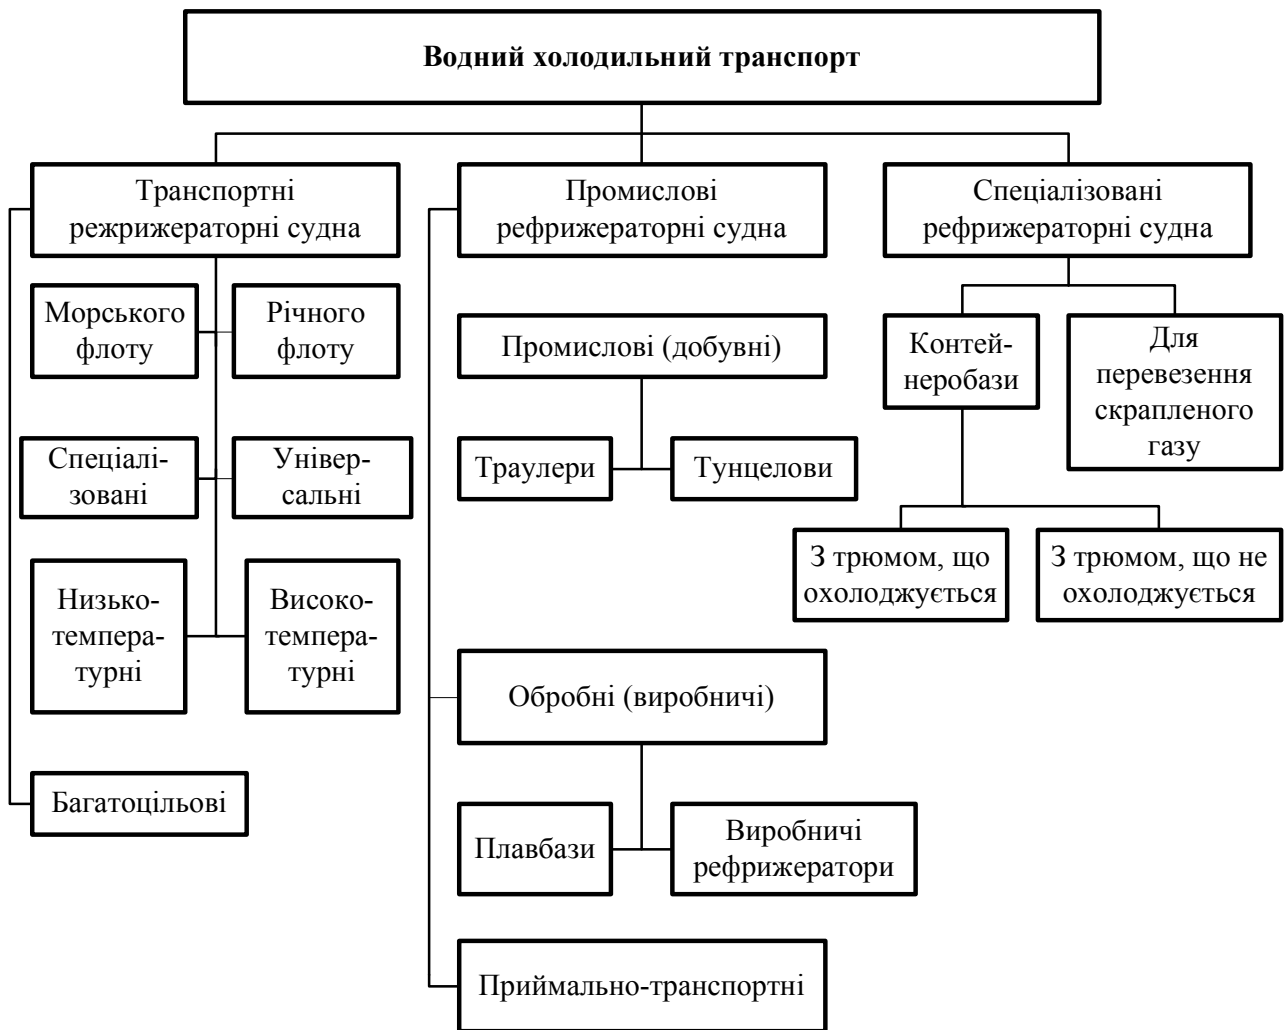 Водний холодильний транспорт
Транспортні
режрижераторні судна
Промислові
рефрижераторні судна
Спеціалізовані
рефрижераторні судна
Морського
флоту
Річного
флоту
Промислові (добувні)
Контей-
неробази
Для
перевезення
скрапленого
газу
Спеціалі-
зовані
Універ-
сальні
Траулери
Тунцелови
З трюмом, що
охолоджується
З трюмом, що не
охолоджується
Низько-
темпера-
турні
Високо-
темпера-
турні
Обробні (виробничі)
Багатоцільові
Плавбази
Виробничі
рефрижератори
Приймально-транспортні